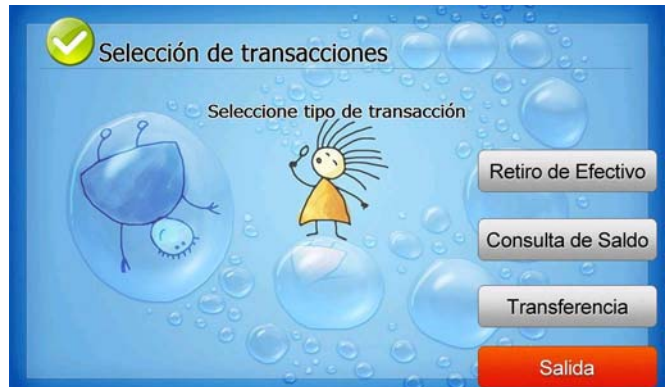 Selección de transacciones
Seleccione tipo de transacción
Retiro de Efectivo
Consulta de Saldo
Transferencia
Salida